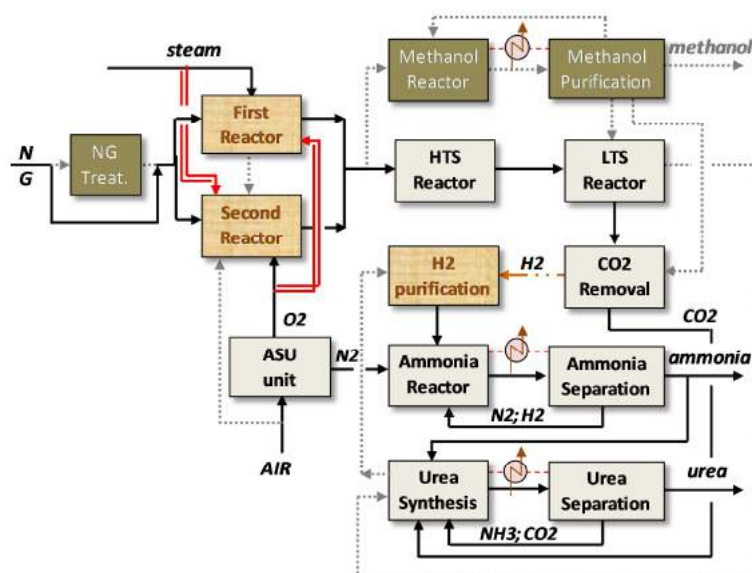 steam
methanol
Methanol
Reactor
Methanol
Purification
First
Reactor
N
G
NG
Treat.
HTS
Reactor
LTS
Reactor
Second
Reactor
H2
purification
H2
CO2
Removal
O2
CO2
ASU
unit
N2
Ammonia
Reactor
Ammonia
Separation
ammonia
N2; H2
AIR
Urea
Synthesis
Urea
Separation
urea
NH3; CO2